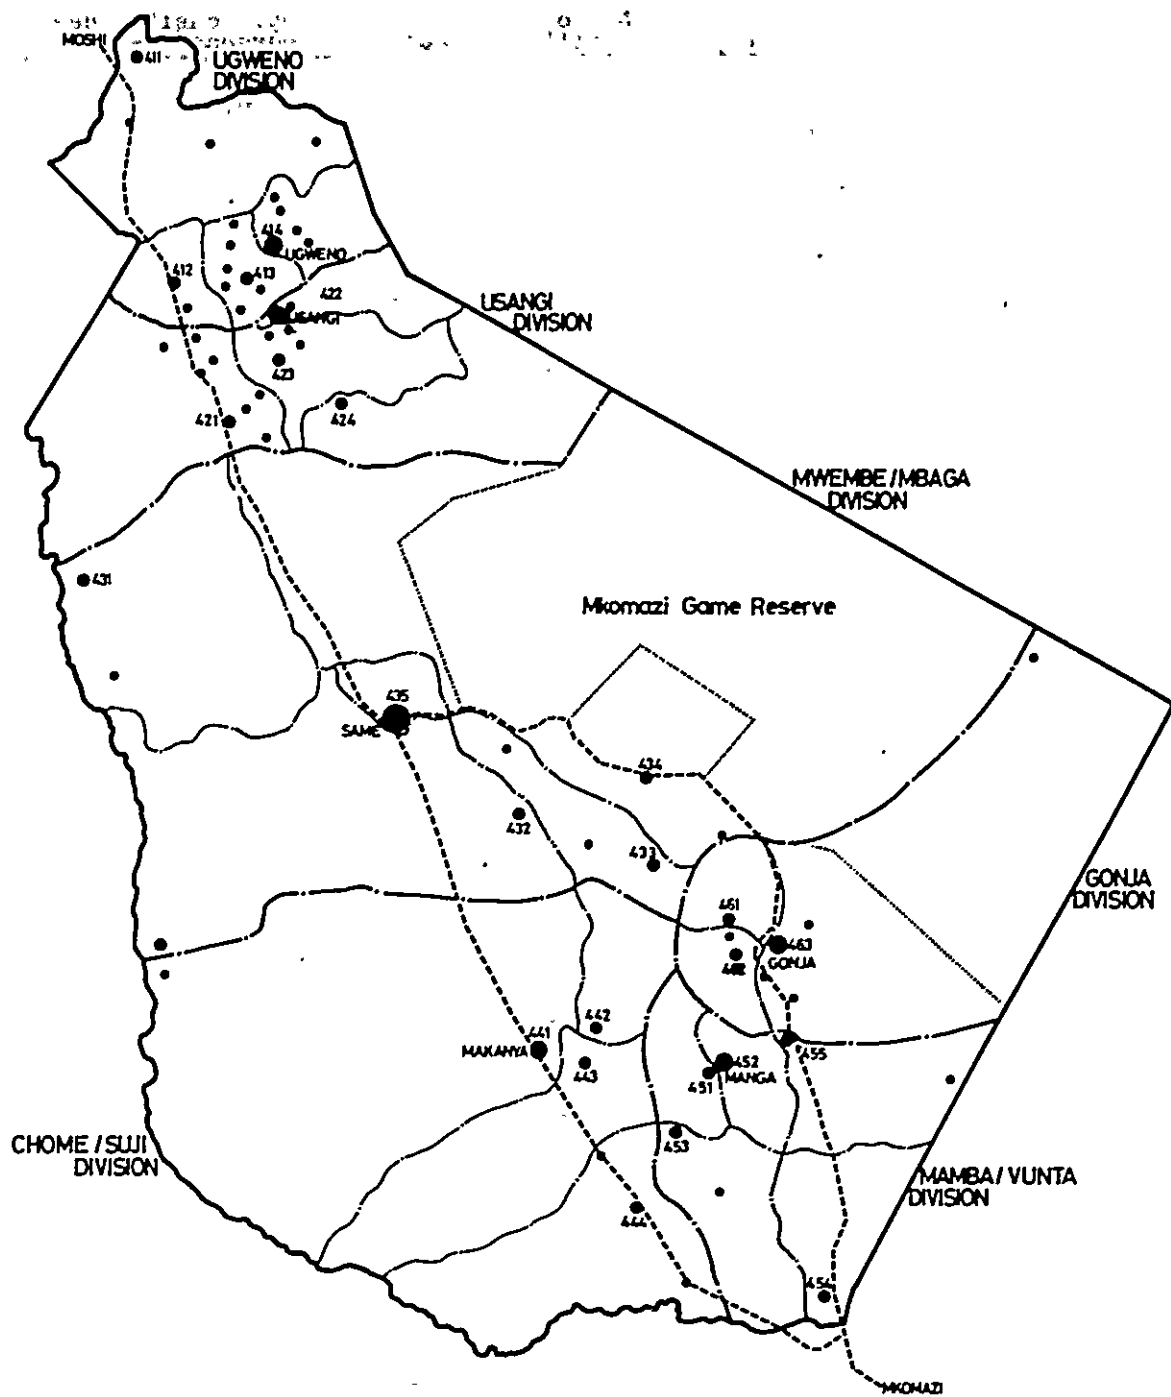 MOSHI
411
UGWENO
DIVISION
414
UGWENO
412
413
422
USANGI
USANGI
DIVISION
423
421
424
MWEMBE/MBAGA
DIVISION
431
Mkomazi Game Reserve
435
SAME
434
432
433
GONJA
DIVISION
461
463
462
GONJA
442
441
MAKANYA
443
455
452
451
MANGA
453
CHOME/SUJI
DIVISION
MAMBA/VUNTA
DIVISION
444
454
MKOMAZI